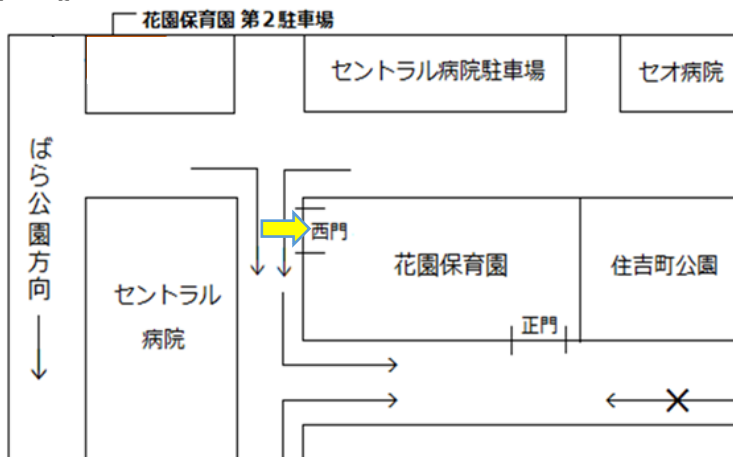 花園保育園 第2駐車場
セントラル病院駐車場
セオ病院
ばら公園方向
西門
花園保育園
住吉町公園
セントラル
病院
正門